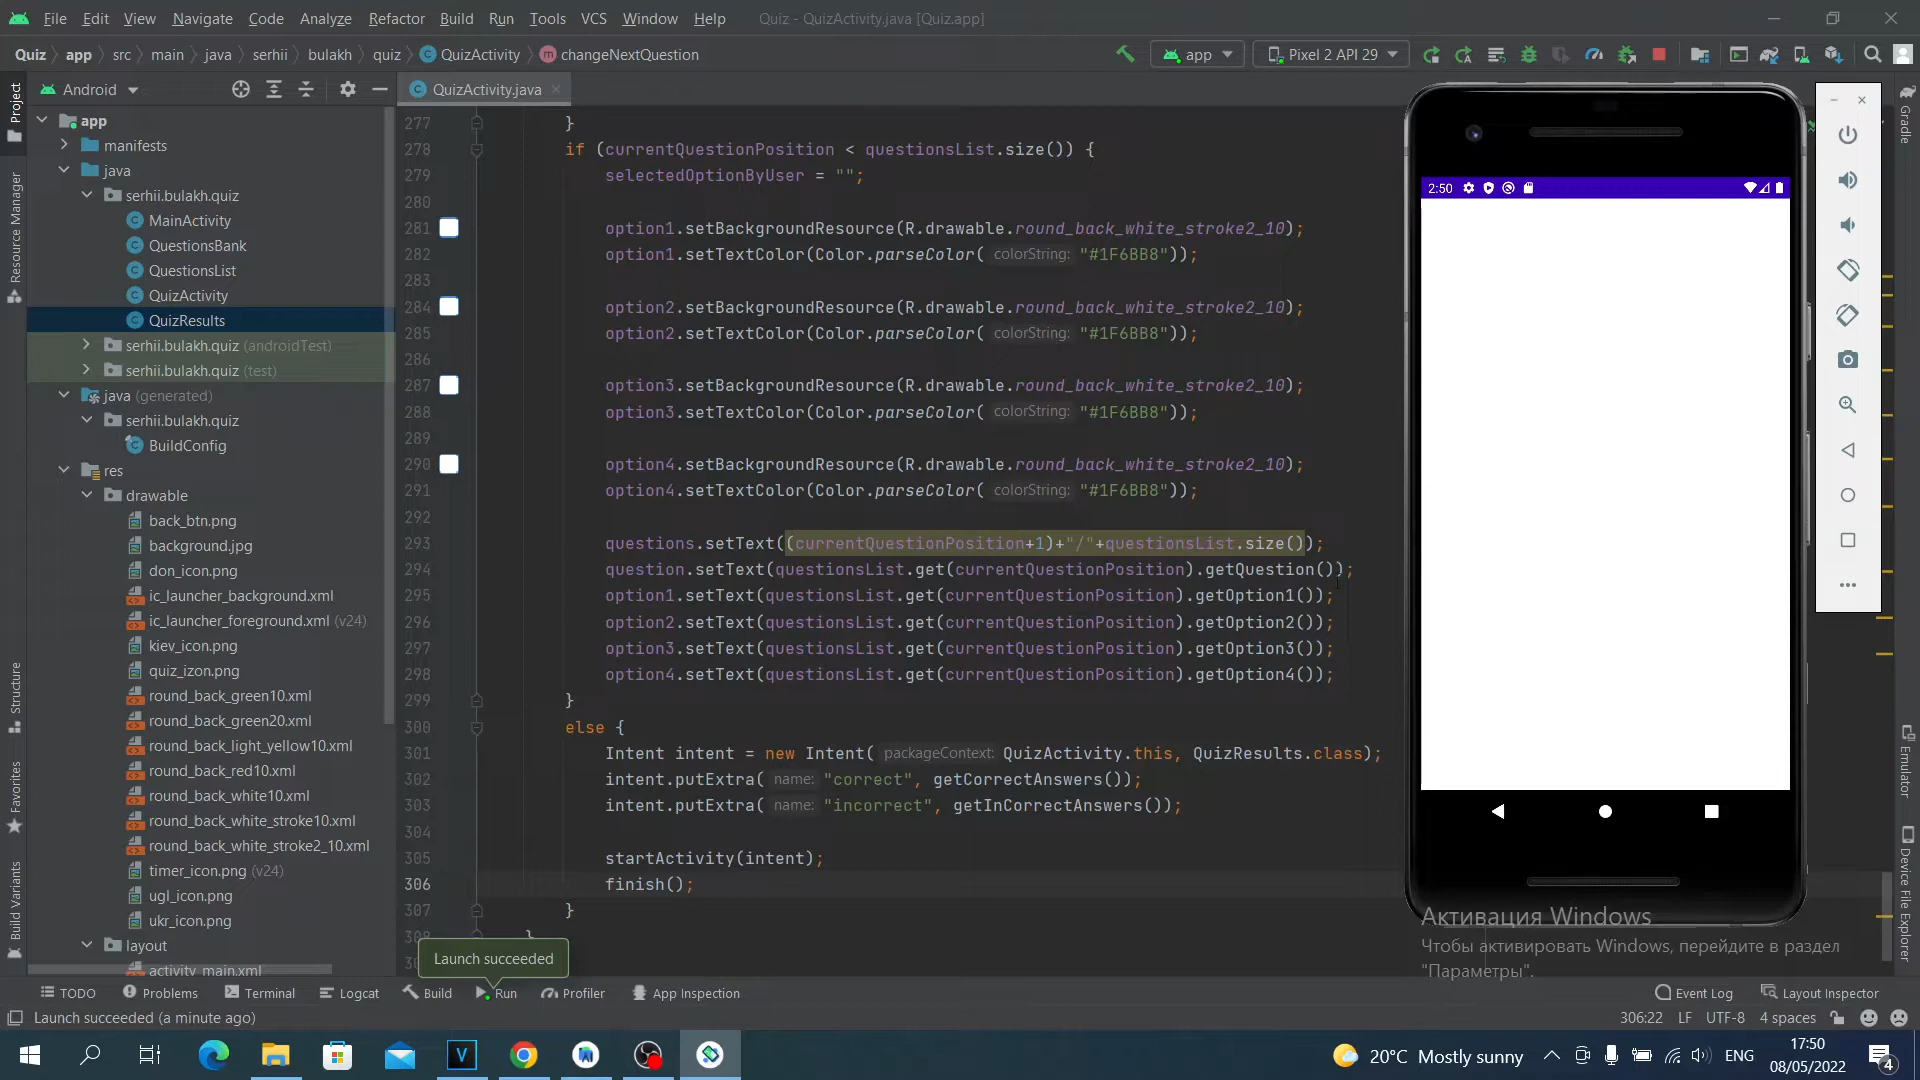 File Edit View Navigate Code Analyze Refactor Build Run Tools VCS Window Help Quiz - QuizActivity.java [Quiz.app]
Quiz app src main java serhii bulakh quiz QuizActivity changeNextQuestion app Pixel 2 API 29
Android QuizActivity.java
Project
Resource Manager
Structure
Favorites
Build Variants
app
manifests
java
serhii.bulakh.quiz
MainActivity
QuestionsBank
QuestionsList
QuizActivity
QuizResults
serhii.bulakh.quiz (androidTest)
serhii.bulakh.quiz (test)
java (generated)
serhii.bulakh.quiz
BuildConfig
res
drawable
back_btn.png
background.jpg
don_icon.png
ic_launcher_background.xml
ic_launcher_foreground.xml (v24)
kiev_icon.png
quiz_izon.png
round_back_green10.xml
round_back_green20.xml
round_back_light_yellow10.xml
round_back_red10.xml
round_back_white10.xml
round_back_white_stroke10.xml
round_back_white_stroke2_10.xml
timer_icon.png (v24)
ugl_icon.png
ukr_icon.png
layout
activity_main.xml
277 }
278 if (currentQuestionPosition < questionsList.size()) {
279 selectedOptionByUser = "";
280
281 option1.setBackgroundResource(R.drawable.round_back_white_stroke2_10);
282 option1.setTextColor(Color.parseColor( colorString: "#1F6BB8"));
283
284 option2.setBackgroundResource(R.drawable.round_back_white_stroke2_10);
285 option2.setTextColor(Color.parseColor( colorString: "#1F6BB8"));
286
287 option3.setBackgroundResource(R.drawable.round_back_white_stroke2_10);
288 option3.setTextColor(Color.parseColor( colorString: "#1F6BB8"));
289
290 option4.setBackgroundResource(R.drawable.round_back_white_stroke2_10);
291 option4.setTextColor(Color.parseColor( colorString: "#1F6BB8"));
292
293 questions.setText((currentQuestionPosition+1)+"/"+questionsList.size());
294 question.setText(questionsList.get(currentQuestionPosition).getQuestion());
295 option1.setText(questionsList.get(currentQuestionPosition).getOption1());
296 option2.setText(questionsList.get(currentQuestionPosition).getOption2());
297 option3.setText(questionsList.get(currentQuestionPosition).getOption3());
298 option4.setText(questionsList.get(currentQuestionPosition).getOption4());
299 }
300 else {
301 Intent intent = new Intent( packageContext: QuizActivity.this, QuizResults.class);
302 intent.putExtra( name: "correct", getCorrectAnswers());
303 intent.putExtra( name: "incorrect", getInCorrectAnswers());
304
305 startActivity(intent);
306 finish();
307 }
308 }
Launch succeeded
2:50
Gradle
Emulator
Device File Explorer
Активация Windows
Чтобы активировать Windows, перейдите в раздел
"Параметры".
TODO Problems Terminal Logcat Build Run Profiler App Inspection Event Log Layout Inspector
Launch succeeded (a minute ago) 306:22 LF UTF-8 4 spaces
V 20°C Mostly sunny ENG 17:50
08/05/2022 4